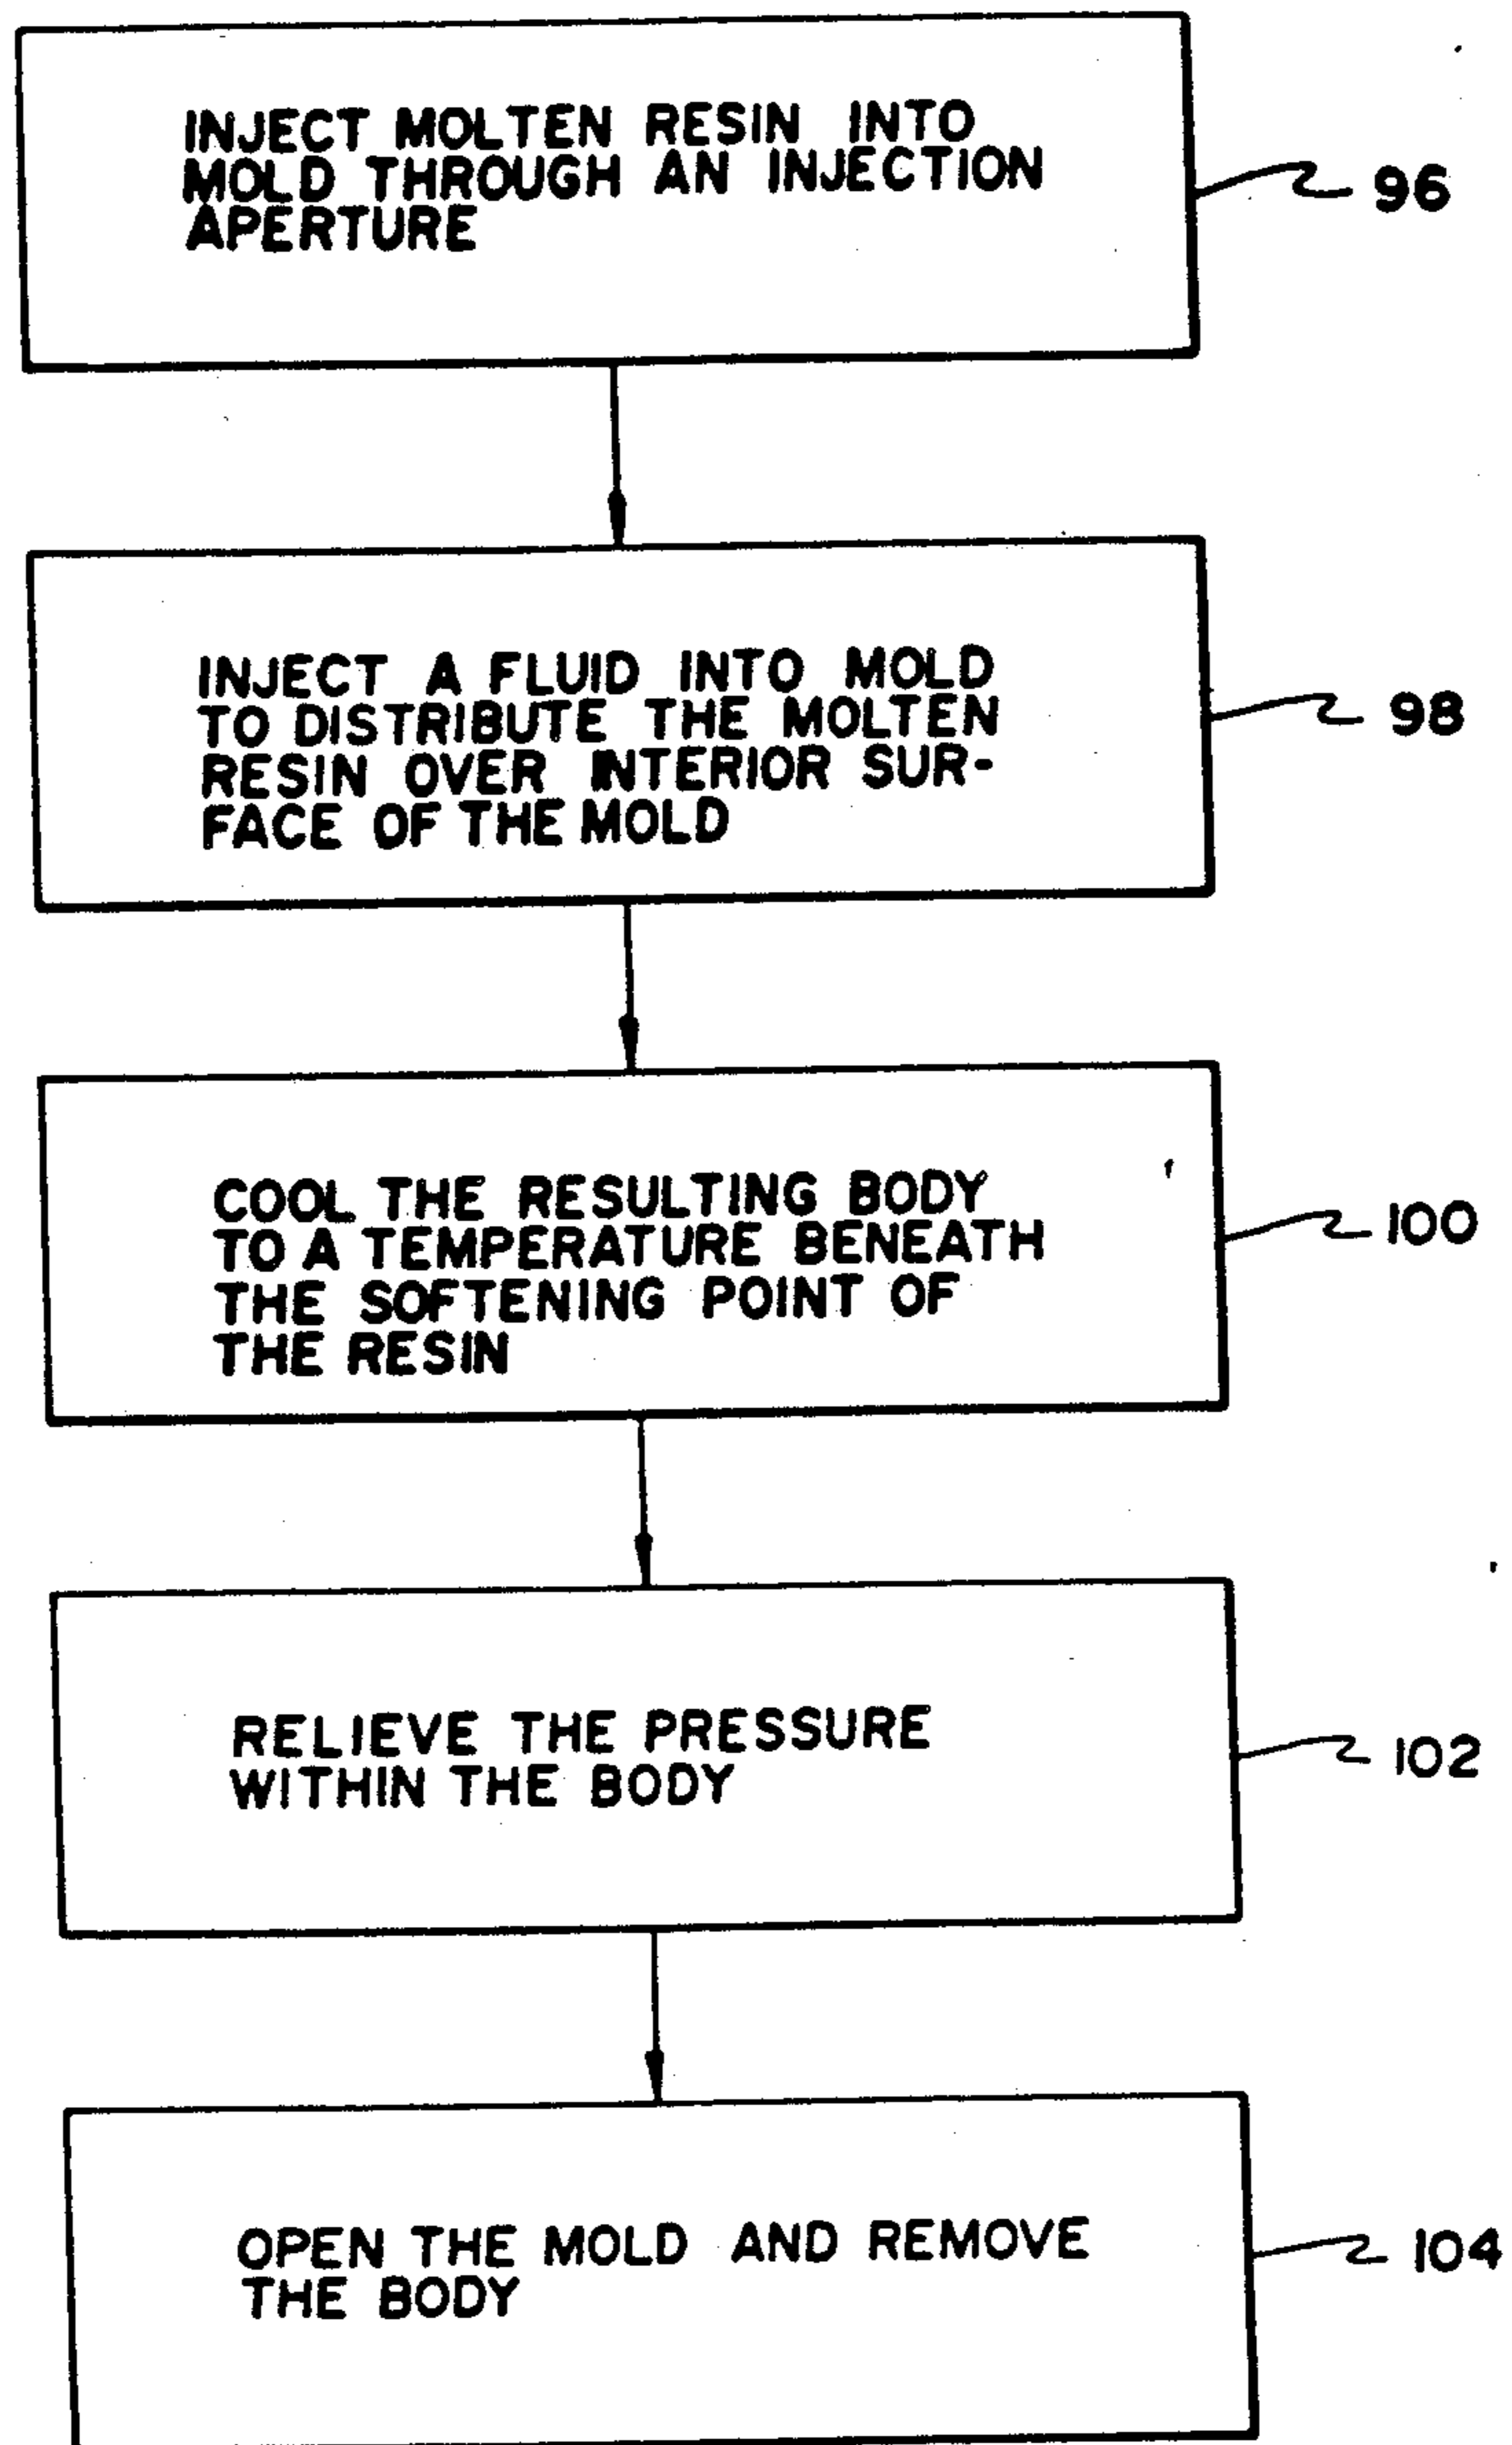 INJECT MOLTEN RESIN INTO
MOLD THROUGH AN INJECTION
APERTURE
96
INJECT A FLUID INTO MOLD
TO DISTRIBUTE THE MOLTEN
RESIN OVER INTERIOR SUR-
FACE OF THE MOLD
98
COOL THE RESULTING BODY
TO A TEMPERATURE BENEATH
THE SOFTENING POINT OF
THE RESIN
100
RELIEVE THE PRESSURE
WITHIN THE BODY
102
OPEN THE MOLD AND REMOVE
THE BODY
104